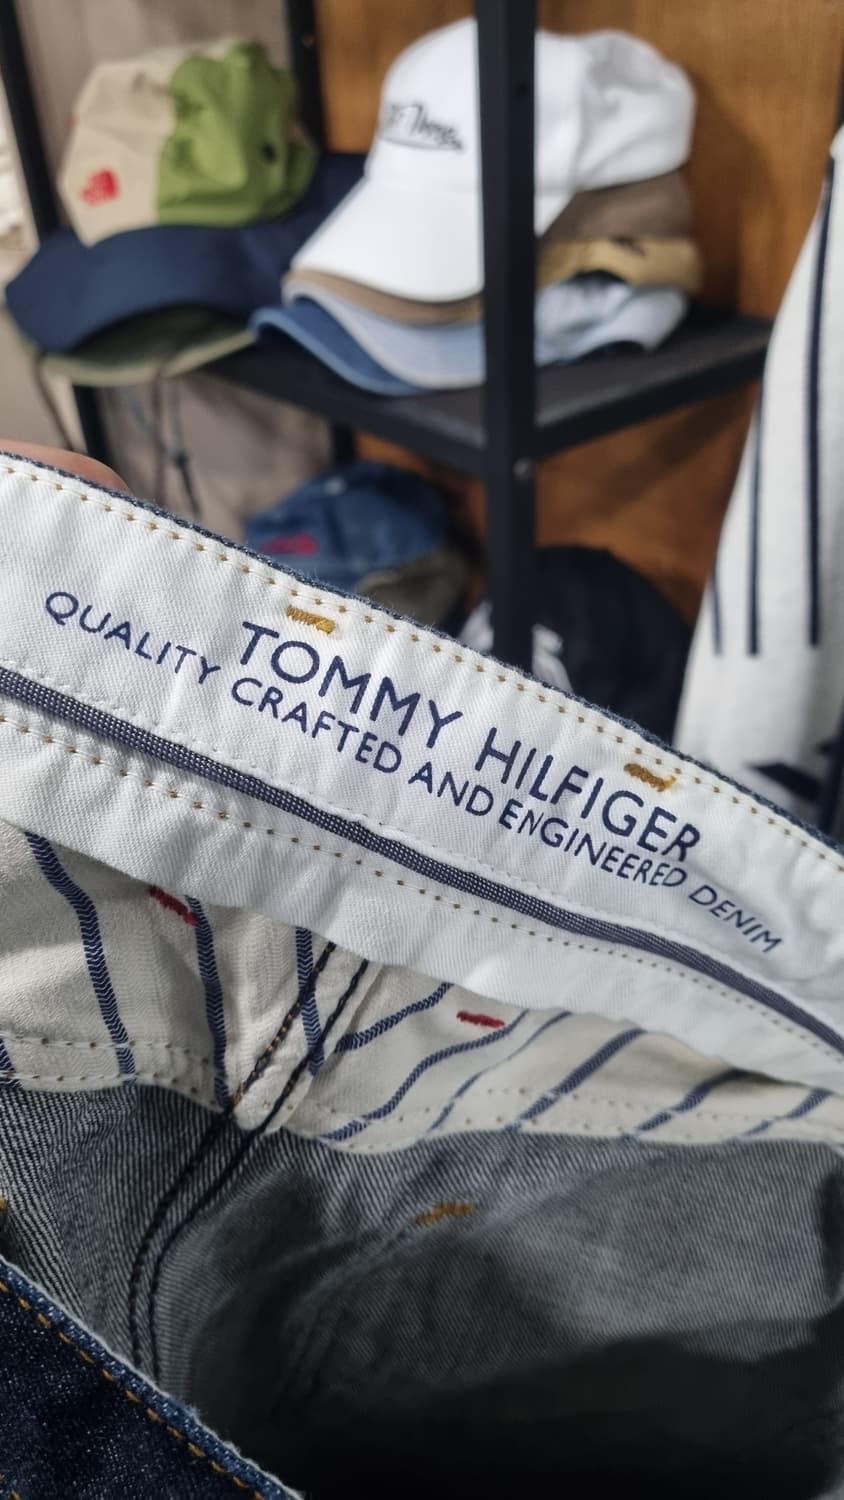 TOMMY HILFIGER
QUALITY CRAFTED AND ENGINEERED DENIM